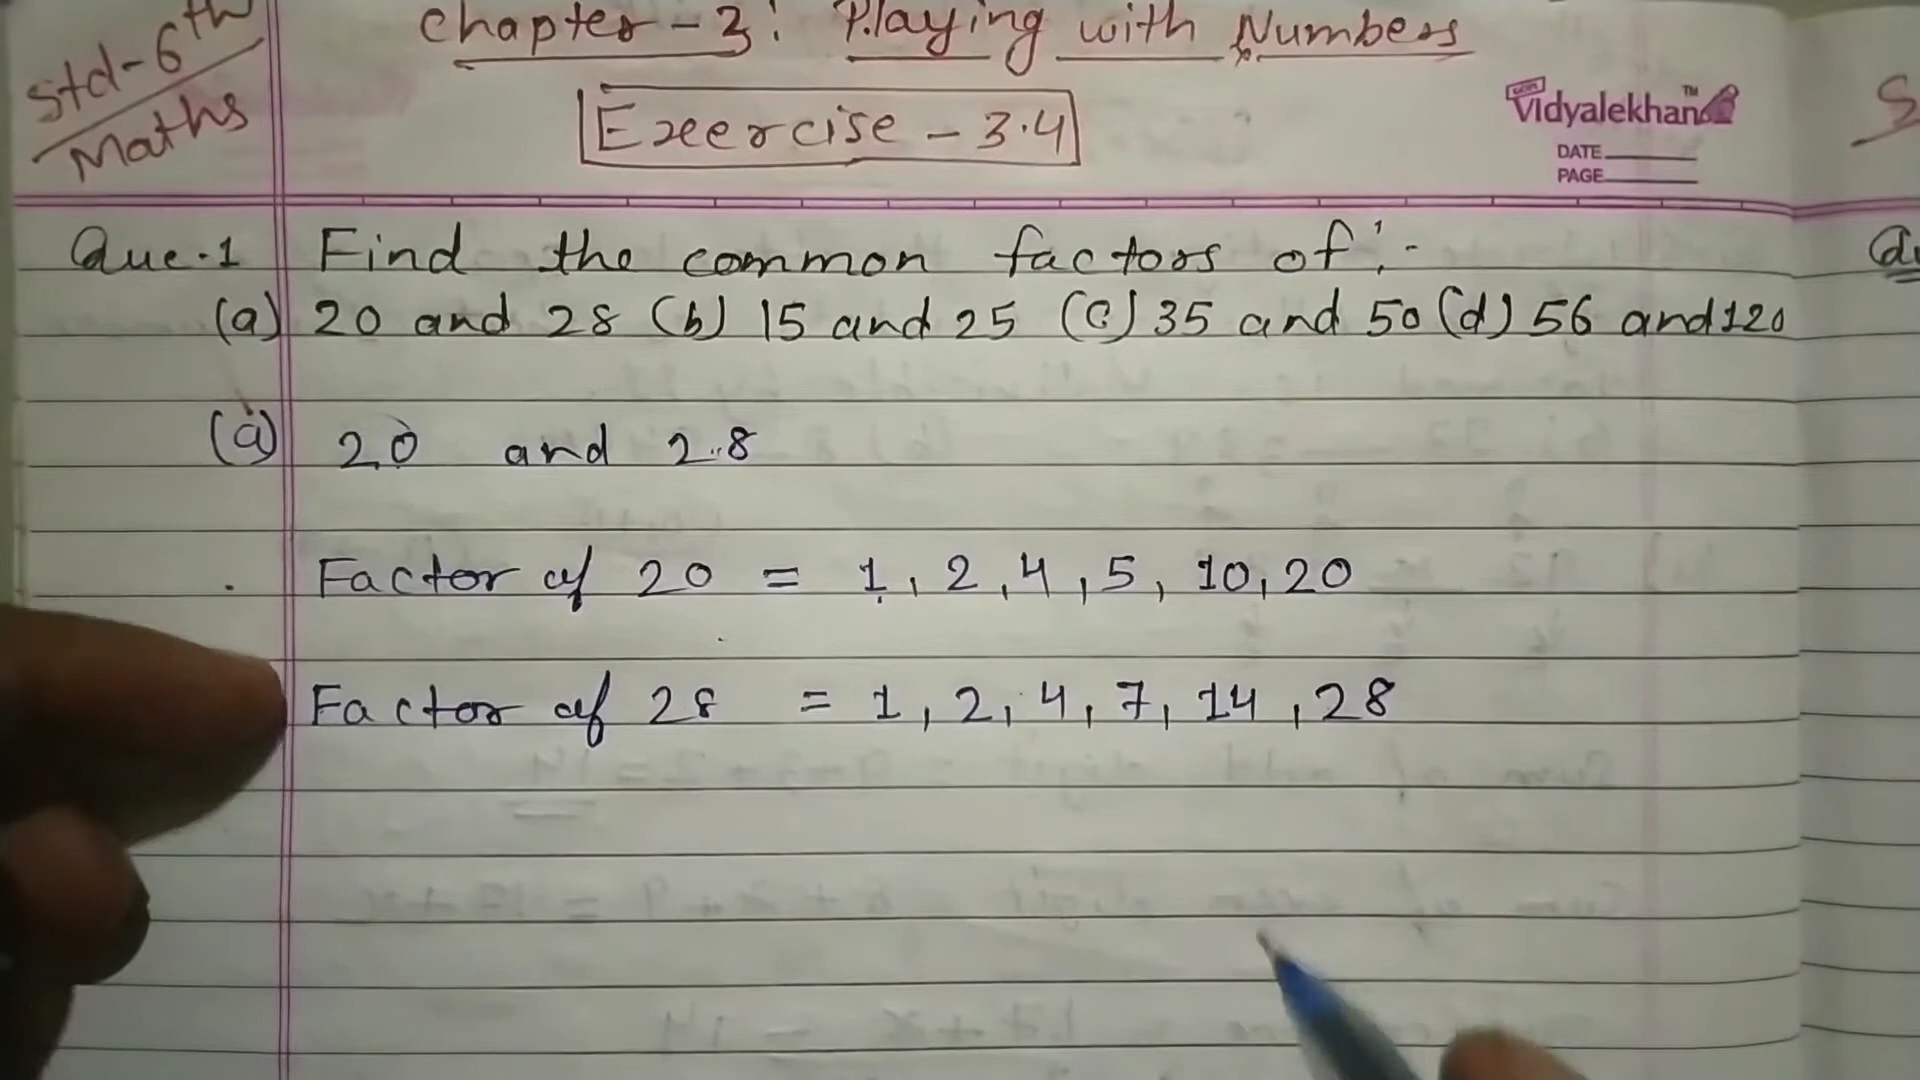 Std-6th
Maths
Chapter-3: Playing with Numbers
Exercise - 3.4
Vidyalekhan TM
DATE
PAGE
Que.1 Find the common factors of:-
(a) 20 and 28 (b) 15 and 25 (c) 35 and 50 (d) 56 and 120
(a) 20 and 28
Factor of 20 = 1, 2, 4, 5, 10, 20
Factor of 28 = 1, 2, 4, 7, 14, 28